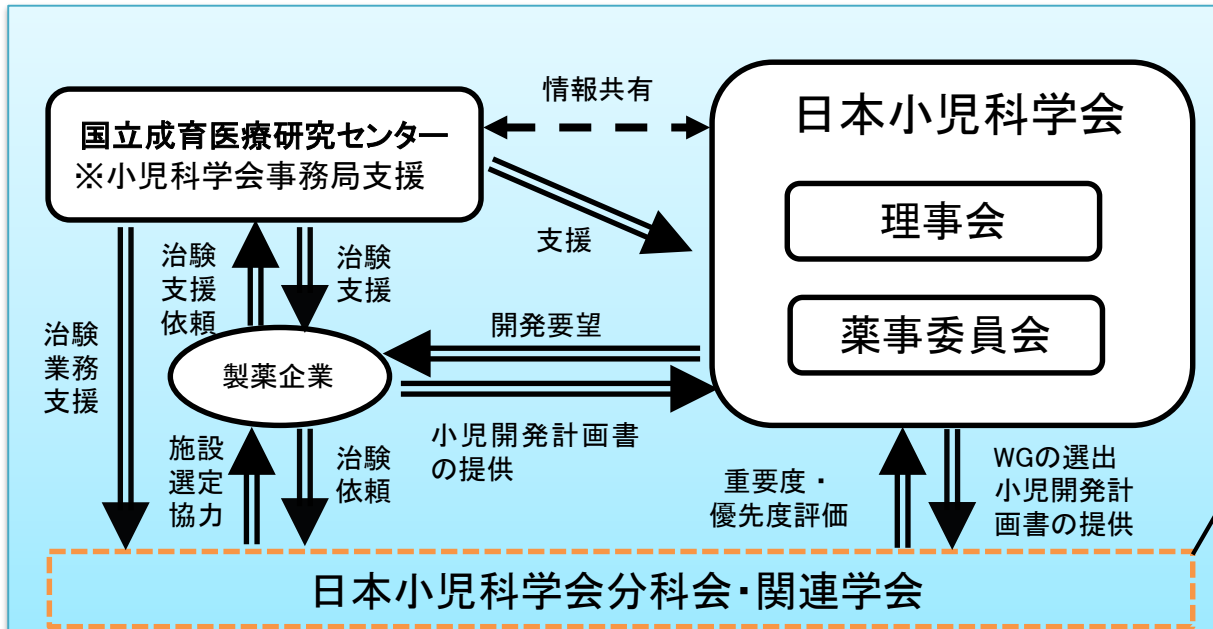 情報共有
日本小児科学会
国立成育医療研究センター
※小児科学会事務局支援
理事会
支援
薬事委員会
治験
支援
依頼
治験
支援
治験
業務
支援
製薬企業
開発要望
小児開発計画書
の提供
施設
選定
協力
治験
依頼
重要度・
優先度評価
WGの選出
小児開発計
画書の提供
日本小児科学会分科会・関連学会